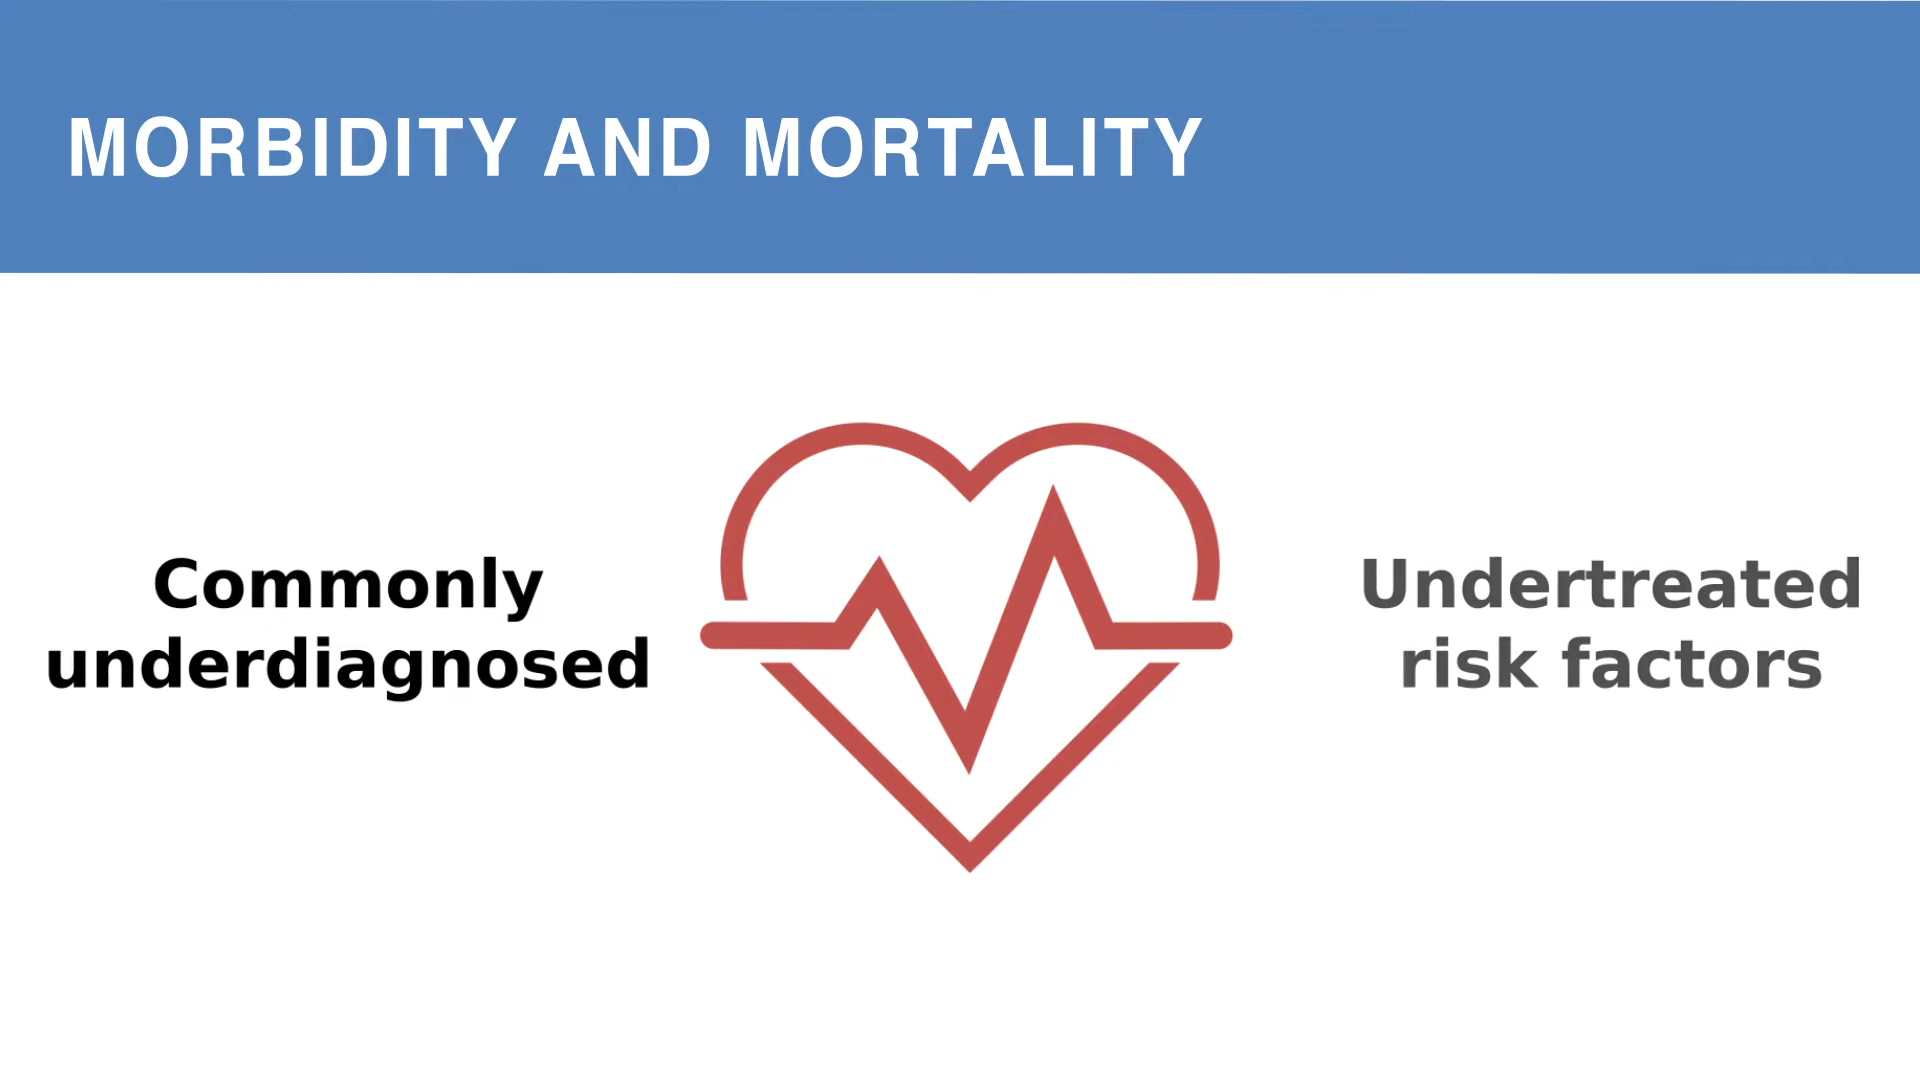 MORBIDITY AND MORTALITY
Commonly
underdiagnosed
Undertreated
risk factors